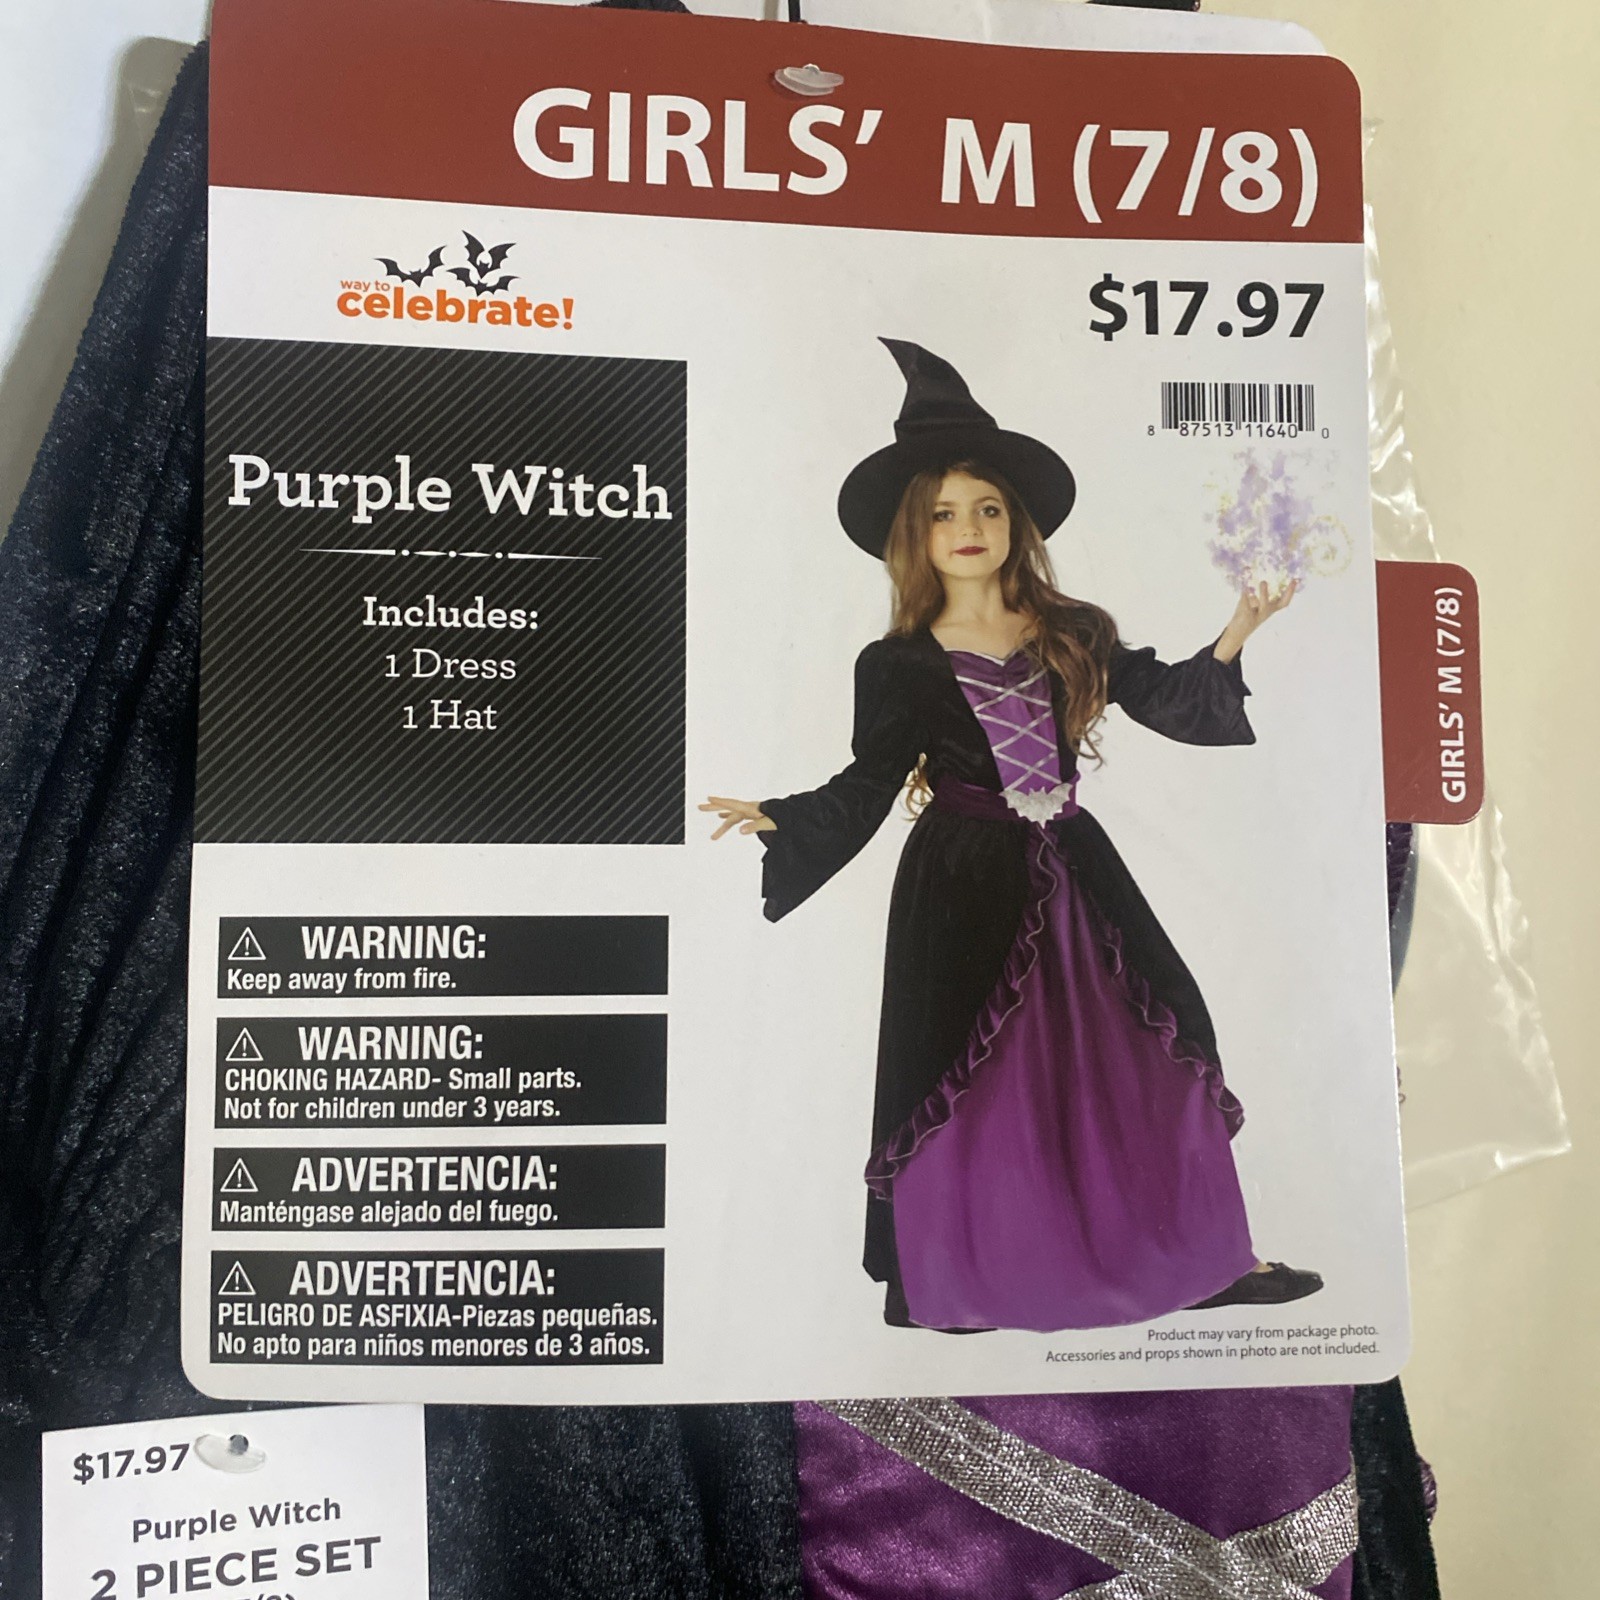 GIRLS' M (7/8)
way to
celebrate!
$17.97
8 87513 11640 0
Purple Witch
Includes:
1 Dress
1 Hat
GIRLS' M (7/8)
WARNING:
Keep away from fire.
WARNING:
CHOKING HAZARD- Small parts.
Not for children under 3 years.
ADVERTENCIA:
Manténgase alejado del fuego.
ADVERTENCIA:
PELIGRO DE ASFIXIA-Piezas pequeñas.
No apto para niños menores de 3 años.
Product may vary from package photo.
Accessories and props shown in photo are not included.
$17.97
Purple Witch
2 PIECE SET